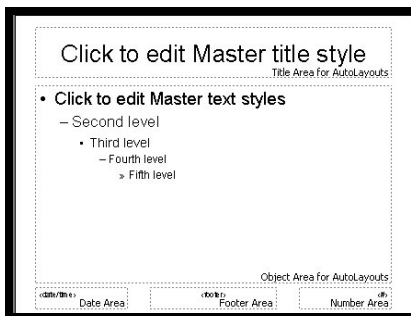 Click to edit Master title style
Title Area for AutoLayouts
• Click to edit Master text styles
– Second level
• Third level
– Fourth level
» Fifth level
Object Area for AutoLayouts
<date/time>
Date Area
<footer>
Footer Area
<#>
Number Area